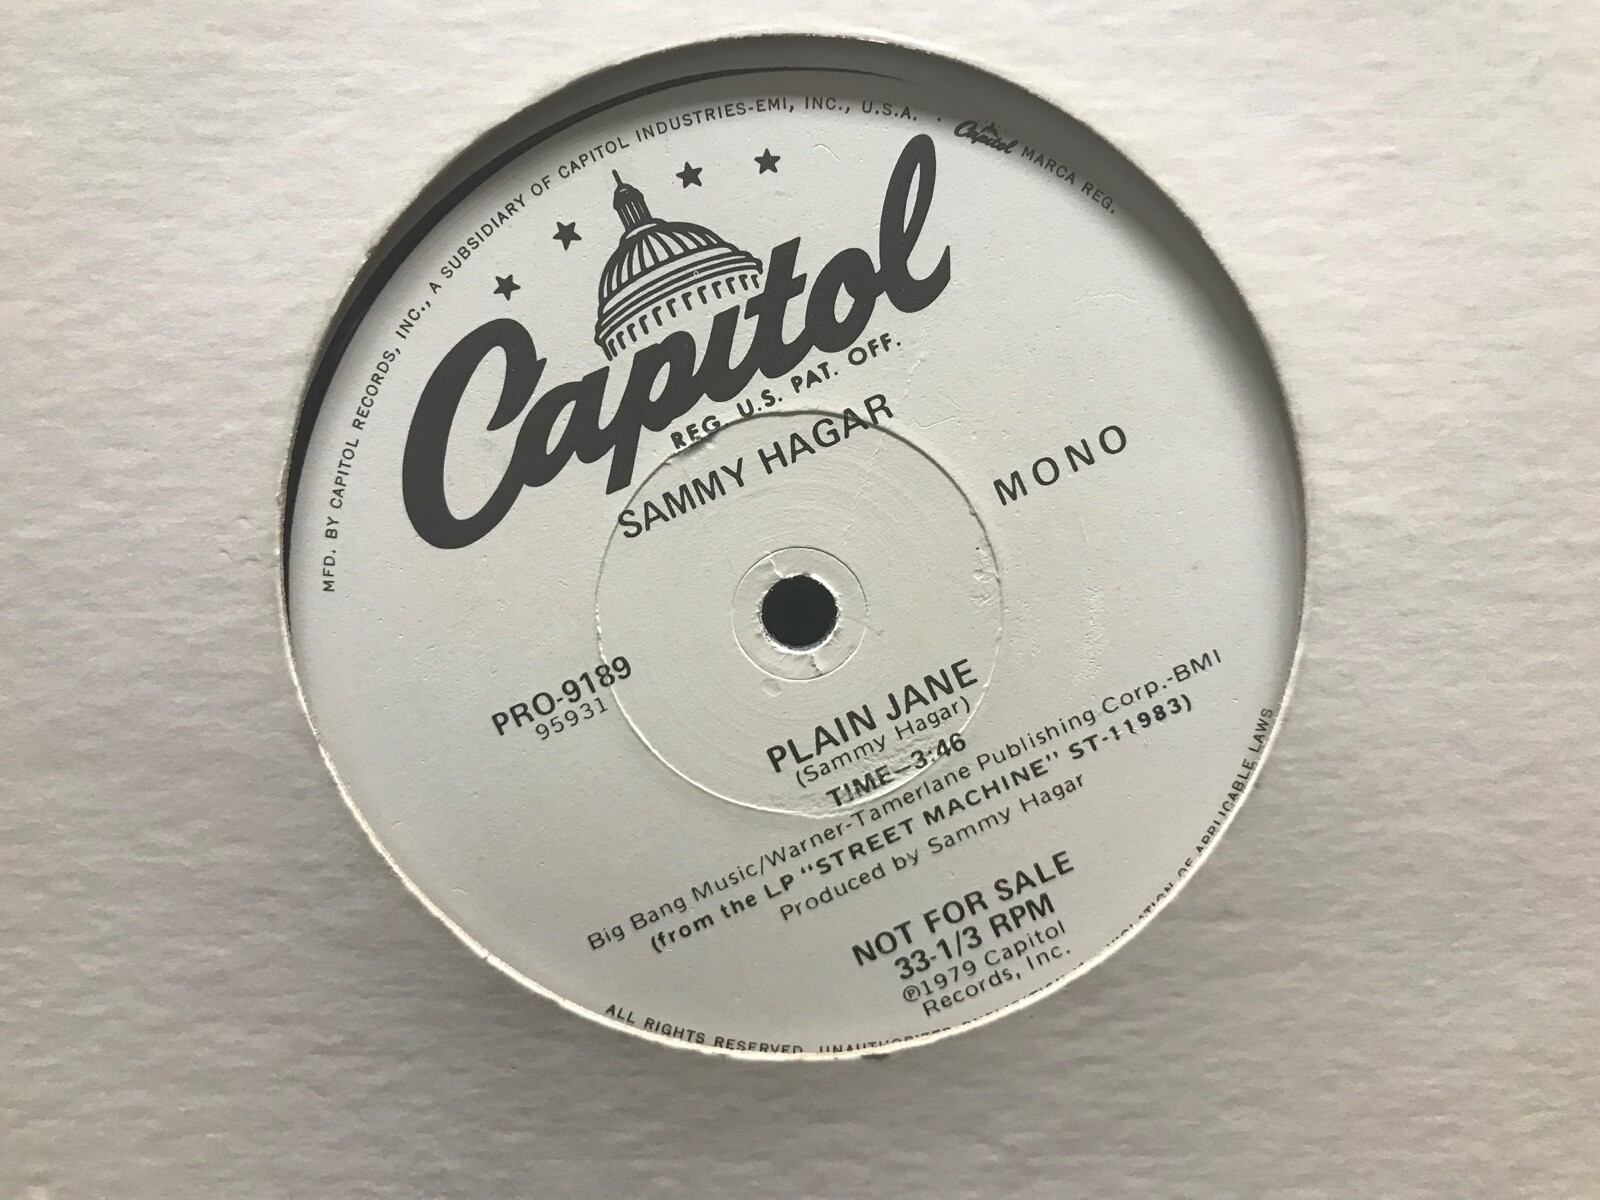 MFD. BY CAPITOL RECORDS, INC., A SUBSIDIARY OF CAPITOL INDUSTRIES-EMI, INC., U.S.A. · Capitol MARCA REG.
Capitol
REG. U.S. PAT. OFF.
SAMMY HAGAR
MONO
PRO-9189
95931
PLAIN JANE
(Sammy Hagar)
TIME—3:46
Big Bang Music/Warner-Tamerlane Publishing Corp.-BMI
(from the LP "STREET MACHINE" ST-11983)
Produced by Sammy Hagar
NOT FOR SALE
33-1/3 RPM
℗1979 Capitol
Records, Inc.
ALL RIGHTS RESERVED. UNAUTHORIZED VIOLATION OF APPLICABLE LAWS